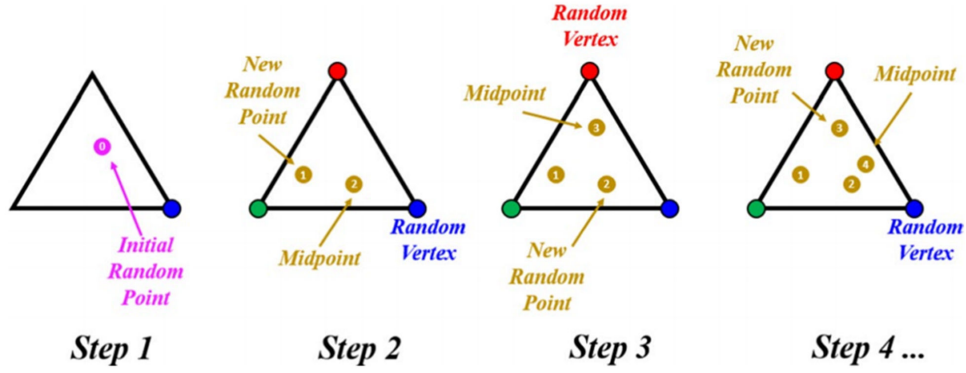 0
Initial
Random
Point
Step 1
New
Random
Point
1
2
Midpoint
Random
Vertex
Step 2
Random
Vertex
Midpoint
3
1
2
New
Random
Point
Step 3
New
Random
Point
Midpoint
3
4
1
2
Random
Vertex
Step 4 ...